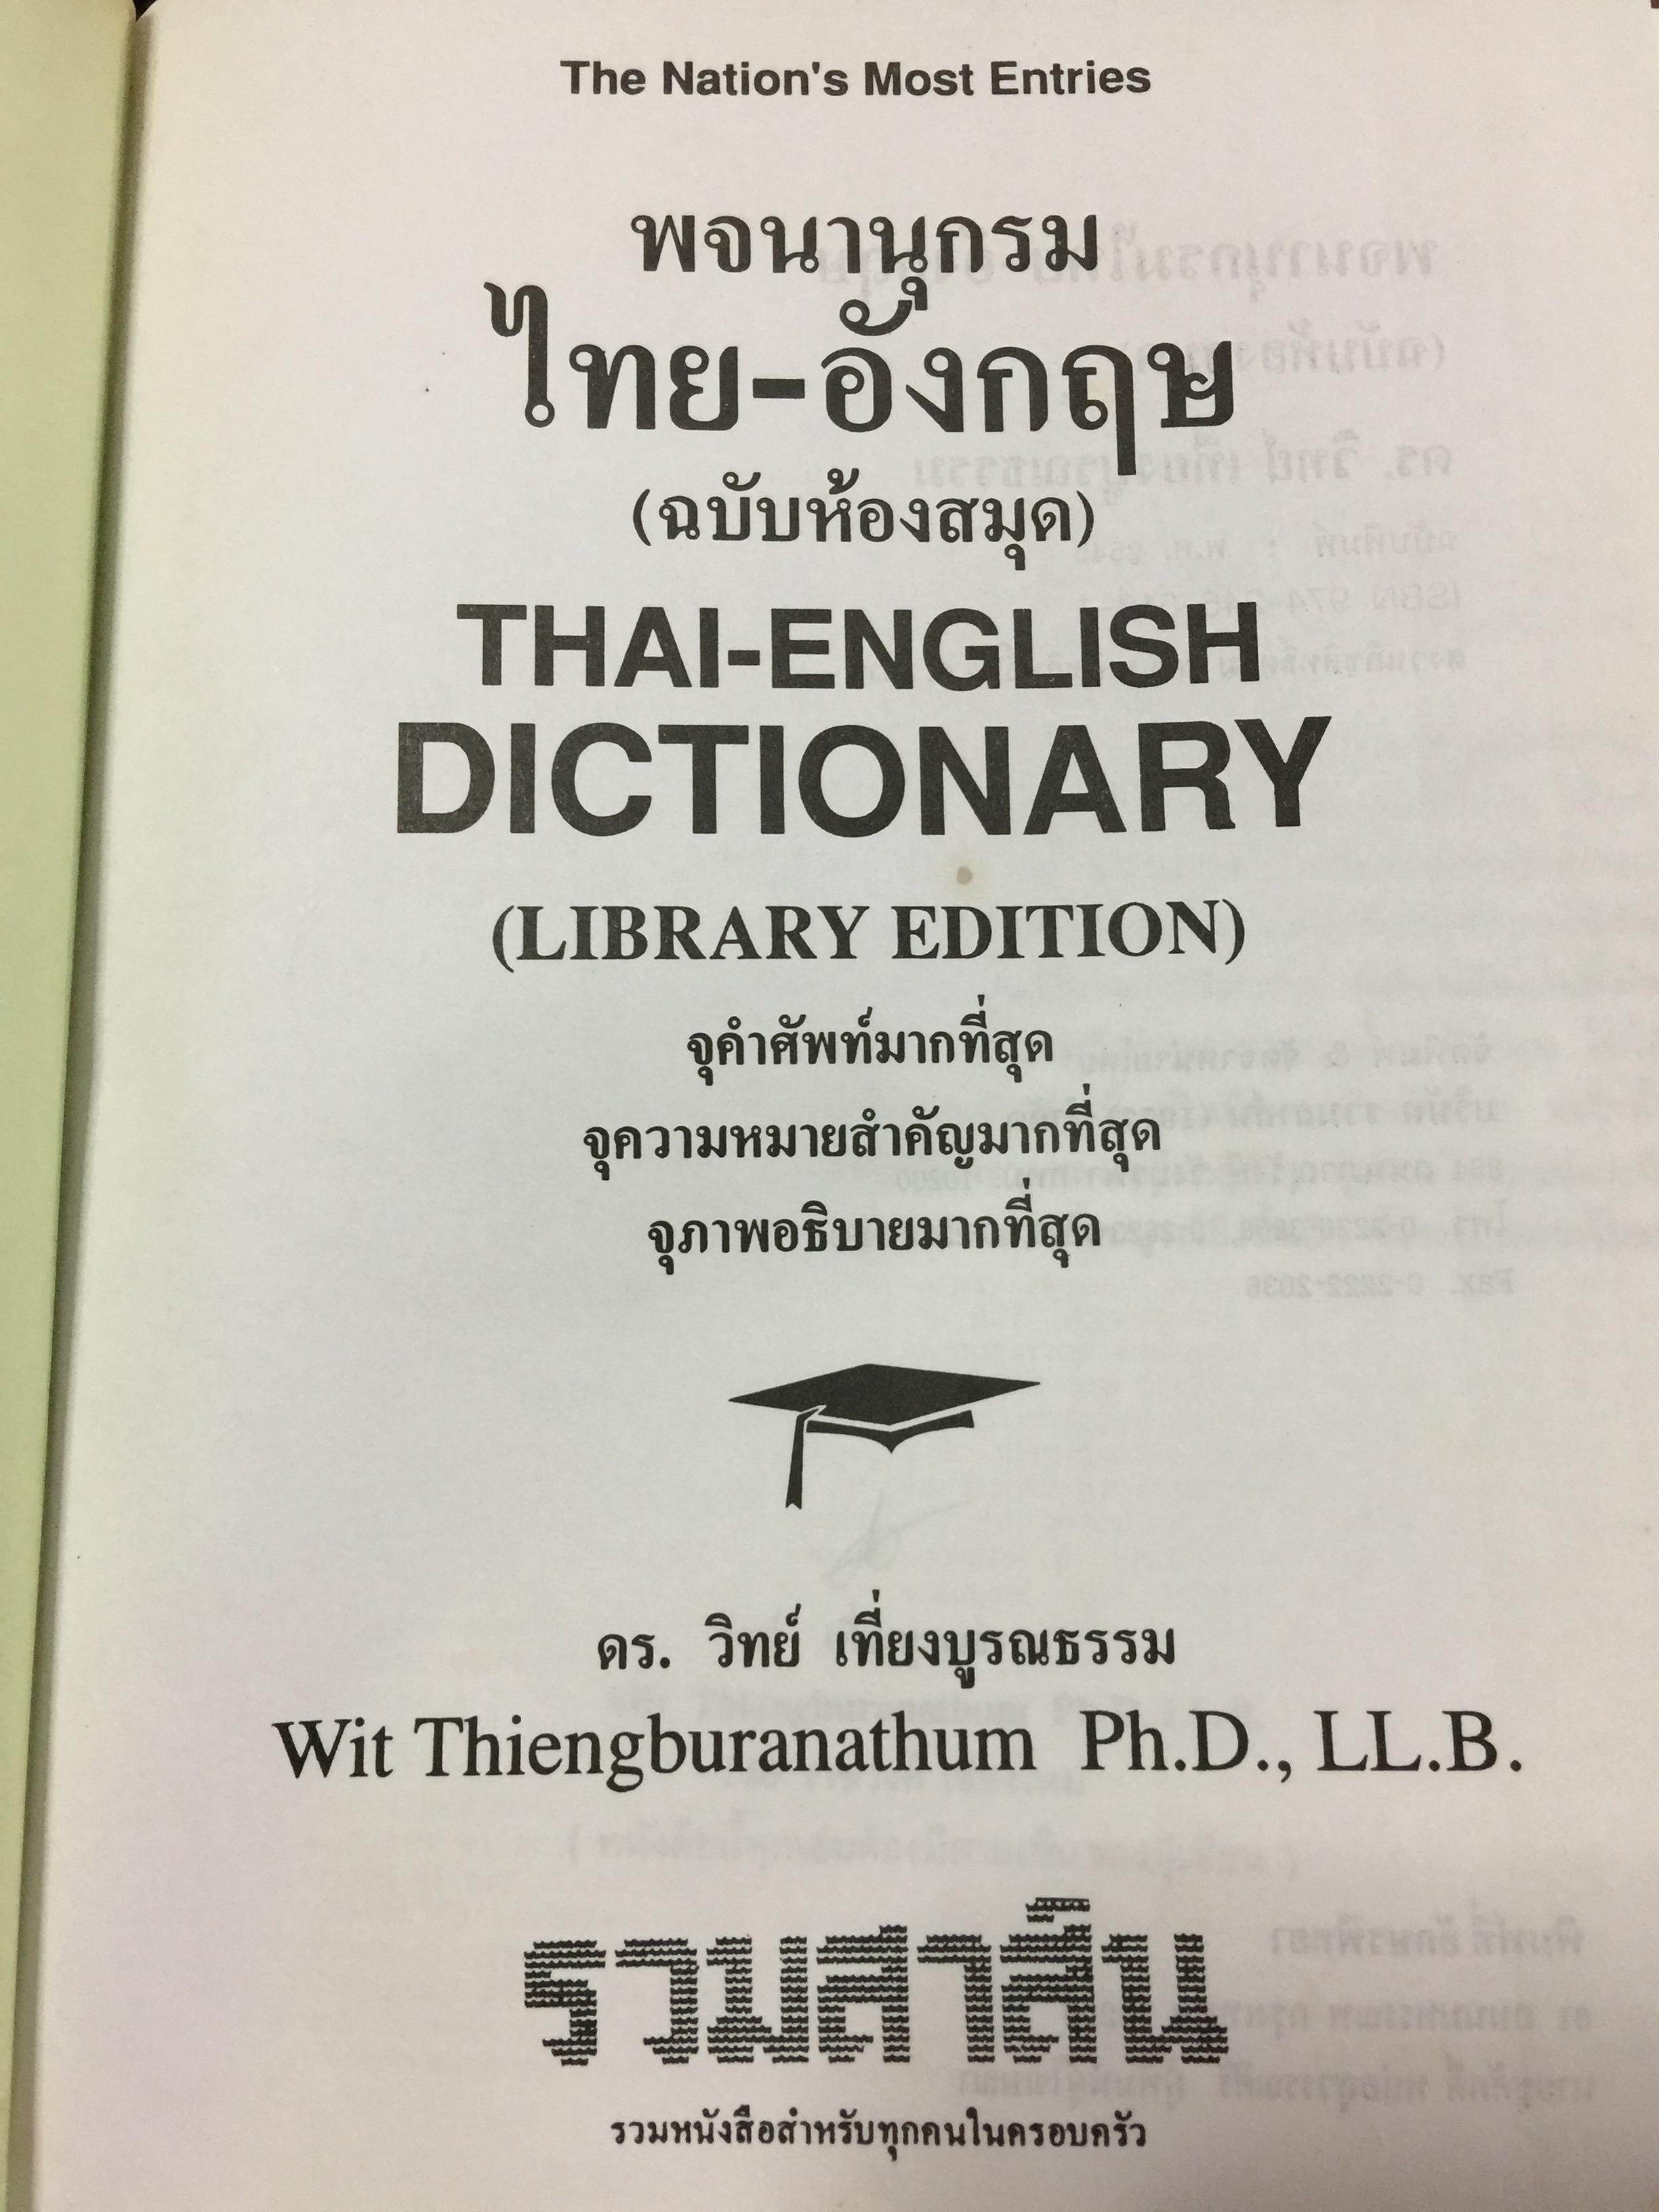 The Nation's Most Entries
พจนานุกรม
ไทย-อังกฤษ
(ฉบับห้องสมุด)
THAI-ENGLISH
DICTIONARY
(LIBRARY EDITION)
จุคำศัพท์มากที่สุด
จุความหมายสำคัญมากที่สุด
จุภาพอธิบายมากที่สุด
ดร. วิทย์ เที่ยงบูรณธรรม
Wit Thiengburanathum Ph.D., LL.B.
รวมสาส์น
รวมหนังสือสำหรับทุกคนในครอบครัว